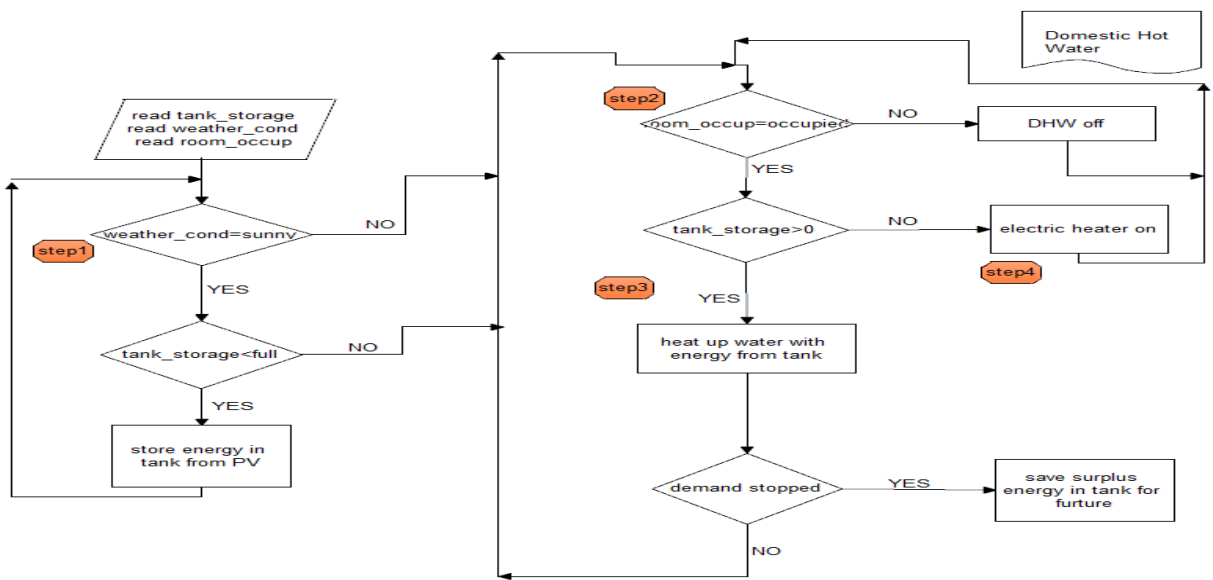 read tank_storage
read weather_cond
read room_occup
weather_cond=sunny
step1
NO
YES
tank_storage<full
NO
YES
store energy in
tank from PV
Domestic Hot
Water
step2
room_occup=occupied
NO
DHW off
YES
tank_storage>0
NO
electric heater on
step4
step3
YES
heat up water with
energy from tank
demand stopped
YES
save surplus
energy in tank for
furture
NO